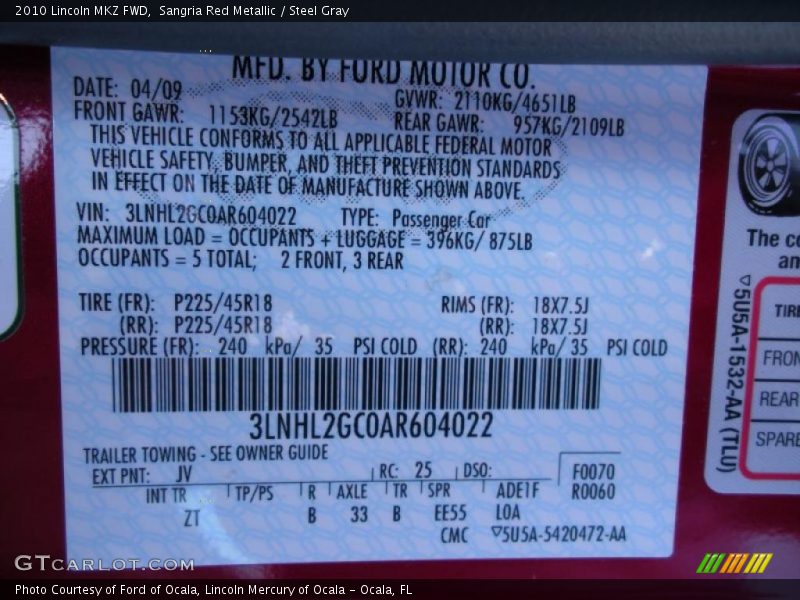 2010 Lincoln MKZ FWD, Sangria Red Metallic / Steel Gray
MFD. BY FORD MOTOR CO.
DATE: 04/09 GVWR: 2110KG/4651LB
FRONT GAWR: 1153KG/2542LB REAR GAWR: 957KG/2109LB
THIS VEHICLE CONFORMS TO ALL APPLICABLE FEDERAL MOTOR
VEHICLE SAFETY, BUMPER, AND THEFT PREVENTION STANDARDS
IN EFFECT ON THE DATE OF MANUFACTURE SHOWN ABOVE.
VIN: 3LNHL2GC0AR604022 TYPE: Passenger Car
MAXIMUM LOAD = OCCUPANTS + LUGGAGE = 396KG/ 875LB
OCCUPANTS = 5 TOTAL; 2 FRONT, 3 REAR
TIRE (FR): P225/45R18 RIMS (FR): 18X7.5J
(RR): P225/45R18 (RR): 18X7.5J
PRESSURE (FR): 240 kPa/ 35 PSI COLD (RR): 240 kPa/ 35 PSI COLD
3LNHL2GC0AR604022
TRAILER TOWING - SEE OWNER GUIDE
EXT PNT: JV RC: 25 DSO: F0070
INT TR TP/PS R AXLE TR SPR ADE1F R0060
ZT B 33 B EE55 L0A
CMC ▽5U5A-5420472-AA
The co
an
▽5U5A-1532-AA (TLU)
TIRE
FRON
REAR
SPARE
GTCARLOT.COM
Photo Courtesy of Ford of Ocala, Lincoln Mercury of Ocala - Ocala, FL